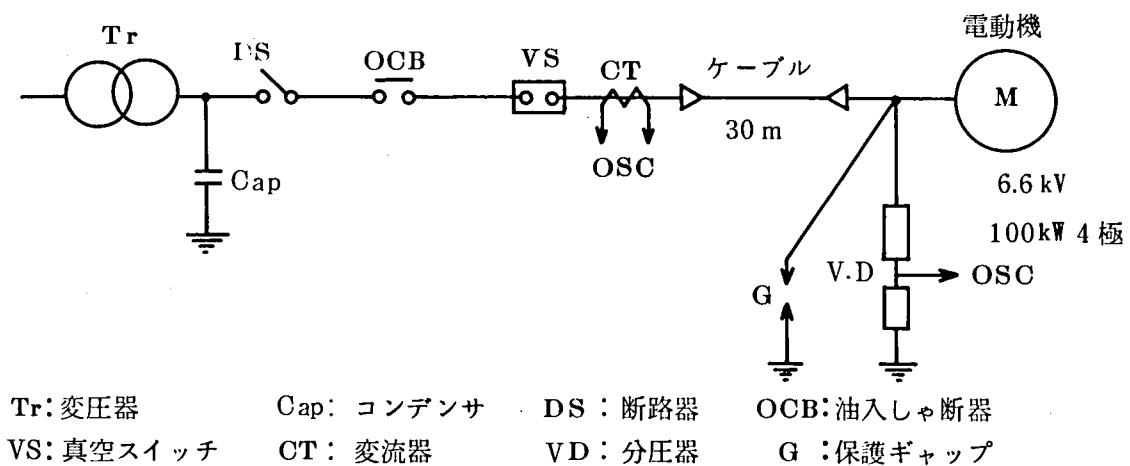 電動機
Tr
DS
OCB
VS
CT
ケーブル
M
30 m
OSC
Cap
6.6 kV
100kW 4 極
V.D
OSC
G
Tr:変圧器 Cap: コンデンサ DS : 断路器 OCB:油入しゃ断器
VS:真空スイッチ CT : 変流器 VD : 分圧器 G :保護ギャップ